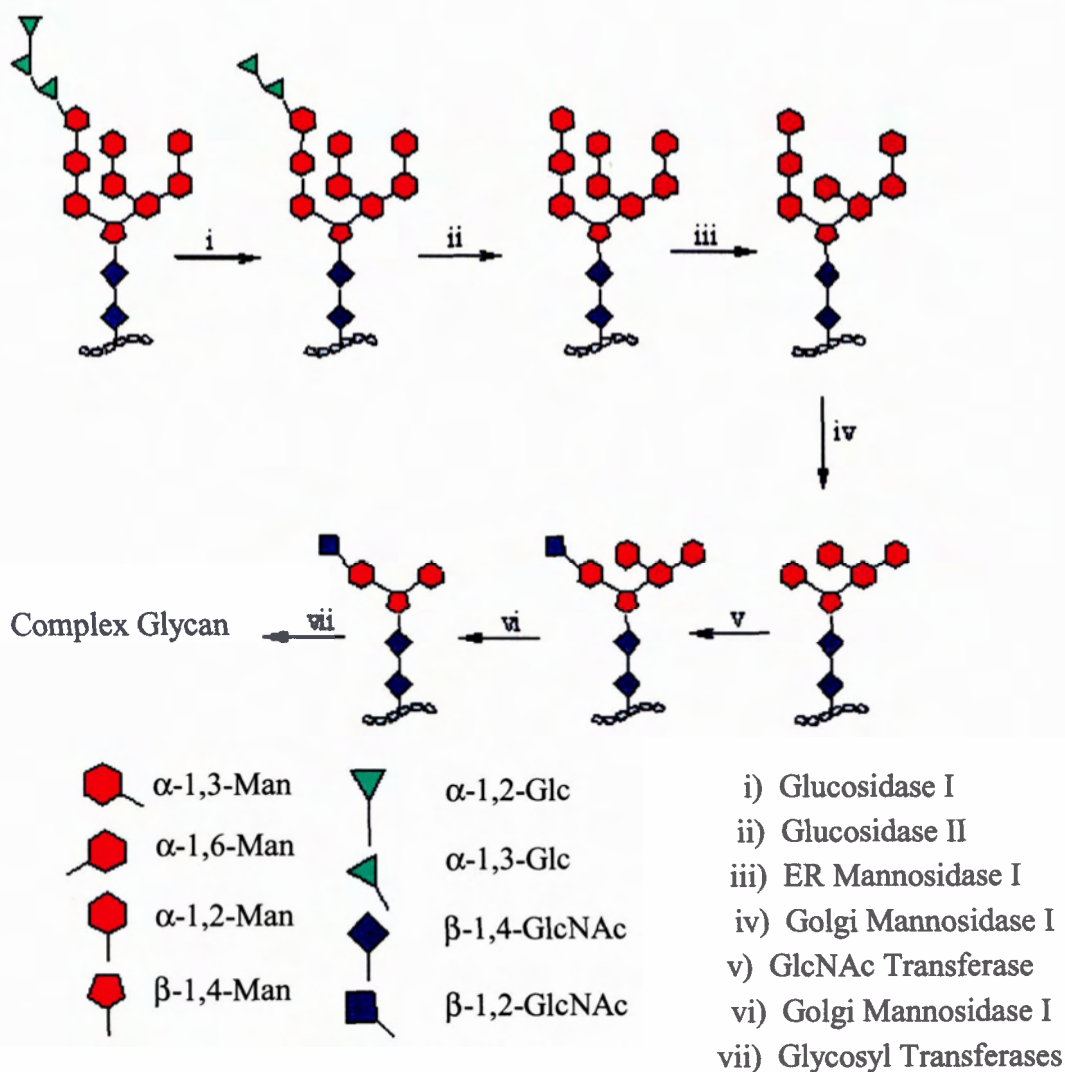 i
ii
iii
iv
v
vi
vii
Complex Glycan
α-1,3-Man
α-1,6-Man
α-1,2-Man
β-1,4-Man
α-1,2-Glc
α-1,3-Glc
β-1,4-GlcNAc
β-1,2-GlcNAc
i) Glucosidase I
ii) Glucosidase II
iii) ER Mannosidase I
iv) Golgi Mannosidase I
v) GlcNAc Transferase
vi) Golgi Mannosidase I
vii) Glycosyl Transferases